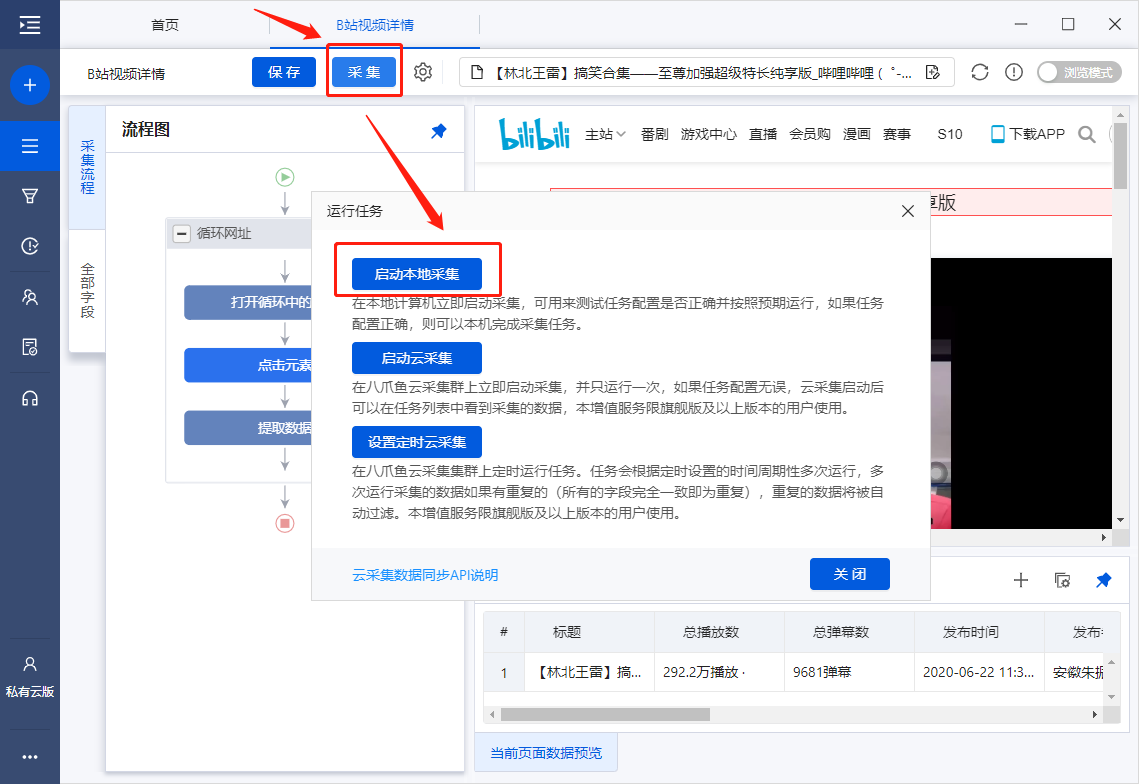 首页
B站视频详情
B站视频详情
保 存
采 集
【林北王雷】搞笑合集——至尊加强超级特长纯享版_哔哩哔哩 ( ゜-...
浏览模式
采集流程
全部字段
流程图
循环网址
打开循环中的
点击元素
提取数据
bilibili
主站
番剧
游戏中心
直播
会员购
漫画
赛事
S10
下载APP
享版
运行任务
启动本地采集
在本地计算机立即启动采集，可用来测试任务配置是否正确并按照预期运行，如果任务
配置正确，则可以本机完成采集任务。
启动云采集
在八爪鱼云采集群上立即启动采集，并只运行一次，如果任务配置无误，云采集启动后
可以在任务列表中看到采集的数据，本增值服务限旗舰版及以上版本的用户使用。
设置定时云采集
在八爪鱼云采集集群上定时运行任务。任务会根据定时设置的时间周期性多次运行，多
次运行采集的数据如果有重复的（所有的字段完全一致即为重复），重复的数据将被自
动过滤。本增值服务限旗舰版及以上版本的用户使用。
云采集数据同步API说明
关 闭
# 标题 总播放数 总弹幕数 发布时间 发布
1 【林北王雷】搞... 292.2万播放 · 9681弹幕 2020-06-22 11:3... 安徽朱振
当前页面数据预览
私有云版